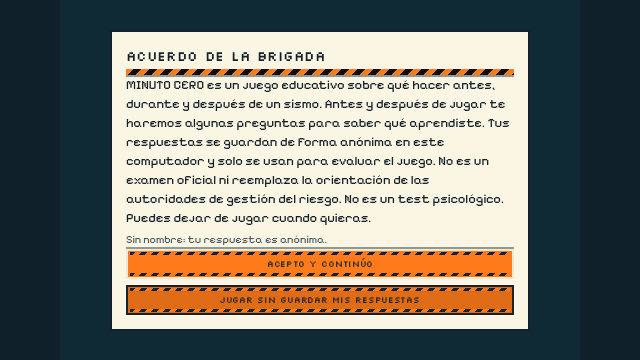 ACUERDO DE LA BRIGADA
MINUTO CERO es un juego educativo sobre qué hacer antes,
durante y después de un sismo. Antes y después de jugar te
haremos algunas preguntas para saber qué aprendiste. Tus
respuestas se guardan de forma anónima en este
computador y solo se usan para evaluar el juego. No es un
examen oficial ni reemplaza la orientación de las
autoridades de gestión del riesgo. No es un test psicológico.
Puedes dejar de jugar cuando quieras.
Sin nombre: tu respuesta es anónima.
ACEPTO Y CONTINÚO
JUGAR SIN GUARDAR MIS RESPUESTAS